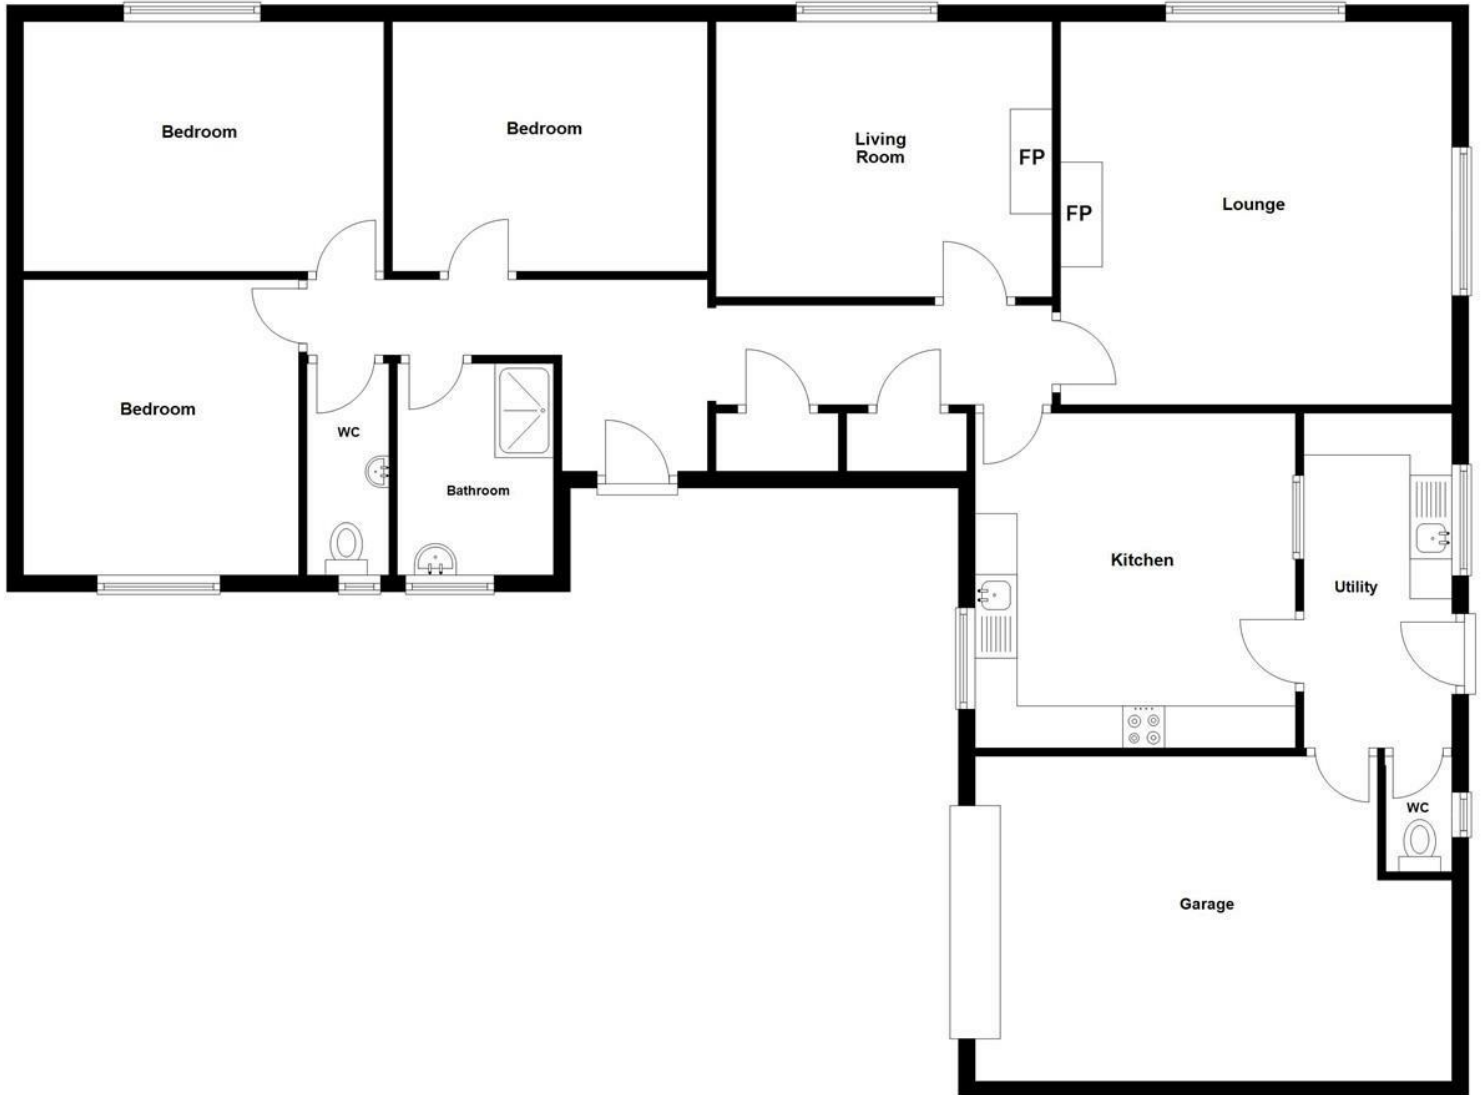 Bedroom
Bedroom
Living
Room
FP
FP
Lounge
Bedroom
WC
Bathroom
Kitchen
Utility
WC
Garage